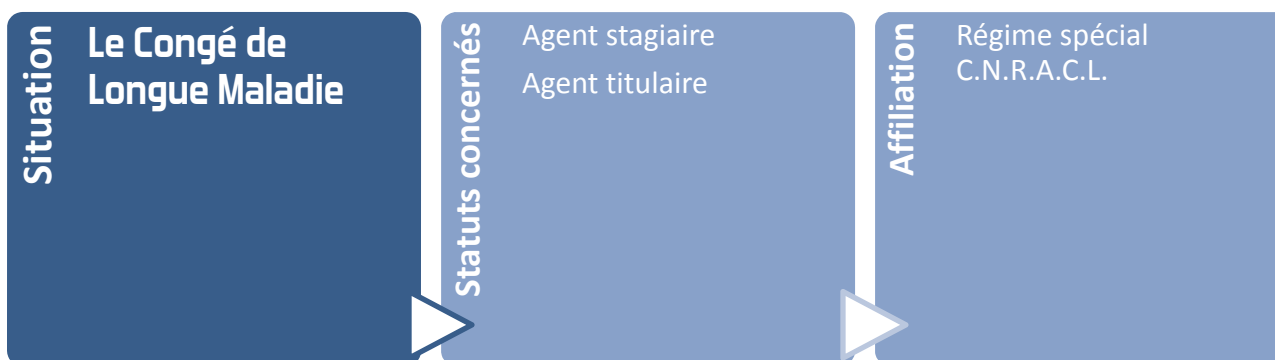 Situation
Le Congé de
Longue Maladie
Statuts concernés
Agent stagiaire
Agent titulaire
Affiliation
Régime spécial
C.N.R.A.C.L.